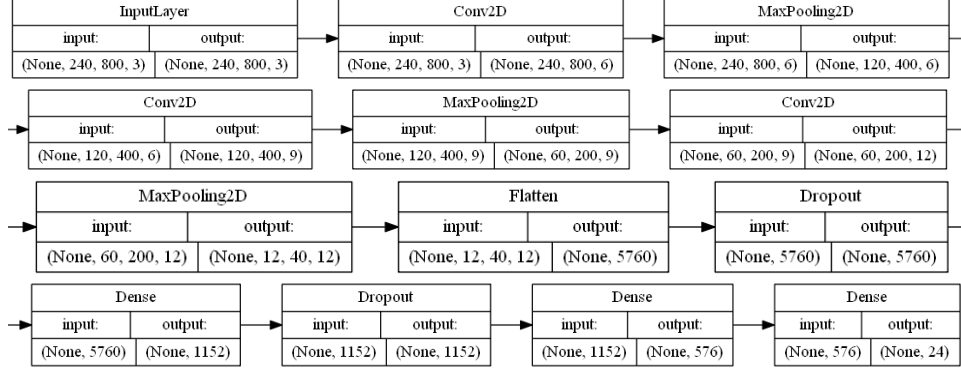 InputLayer Conv2D MaxPooling2D
input: output: input: output: input: output:
(None, 240, 800, 3) (None, 240, 800, 3) (None, 240, 800, 3) (None, 240, 800, 6) (None, 240, 800, 6) (None, 120, 400, 6)
Conv2D MaxPooling2D Conv2D
input: output: input: output: input: output:
(None, 120, 400, 6) (None, 120, 400, 9) (None, 120, 400, 9) (None, 60, 200, 9) (None, 60, 200, 9) (None, 60, 200, 12)
MaxPooling2D Flatten Dropout
input: output: input: output: input: output:
(None, 60, 200, 12) (None, 12, 40, 12) (None, 12, 40, 12) (None, 5760) (None, 5760) (None, 5760)
Dense Dropout Dense Dense
input: output: input: output: input: output: input: output:
(None, 5760) (None, 1152) (None, 1152) (None, 1152) (None, 1152) (None, 576) (None, 576) (None, 24)